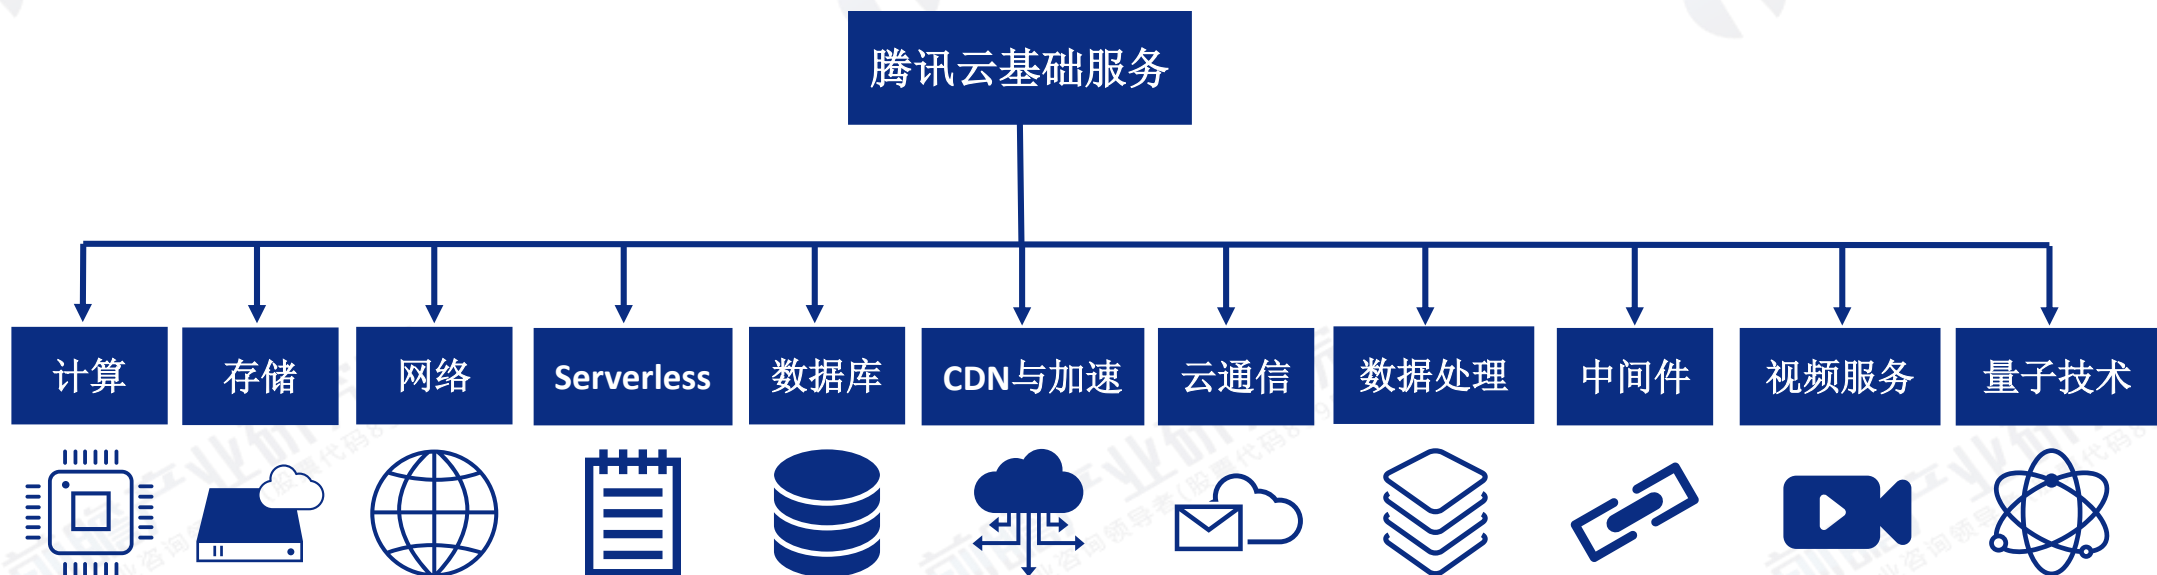 腾讯云基础服务
计算
存储
网络
Serverless
数据库
CDN与加速
云通信
数据处理
中间件
视频服务
量子技术